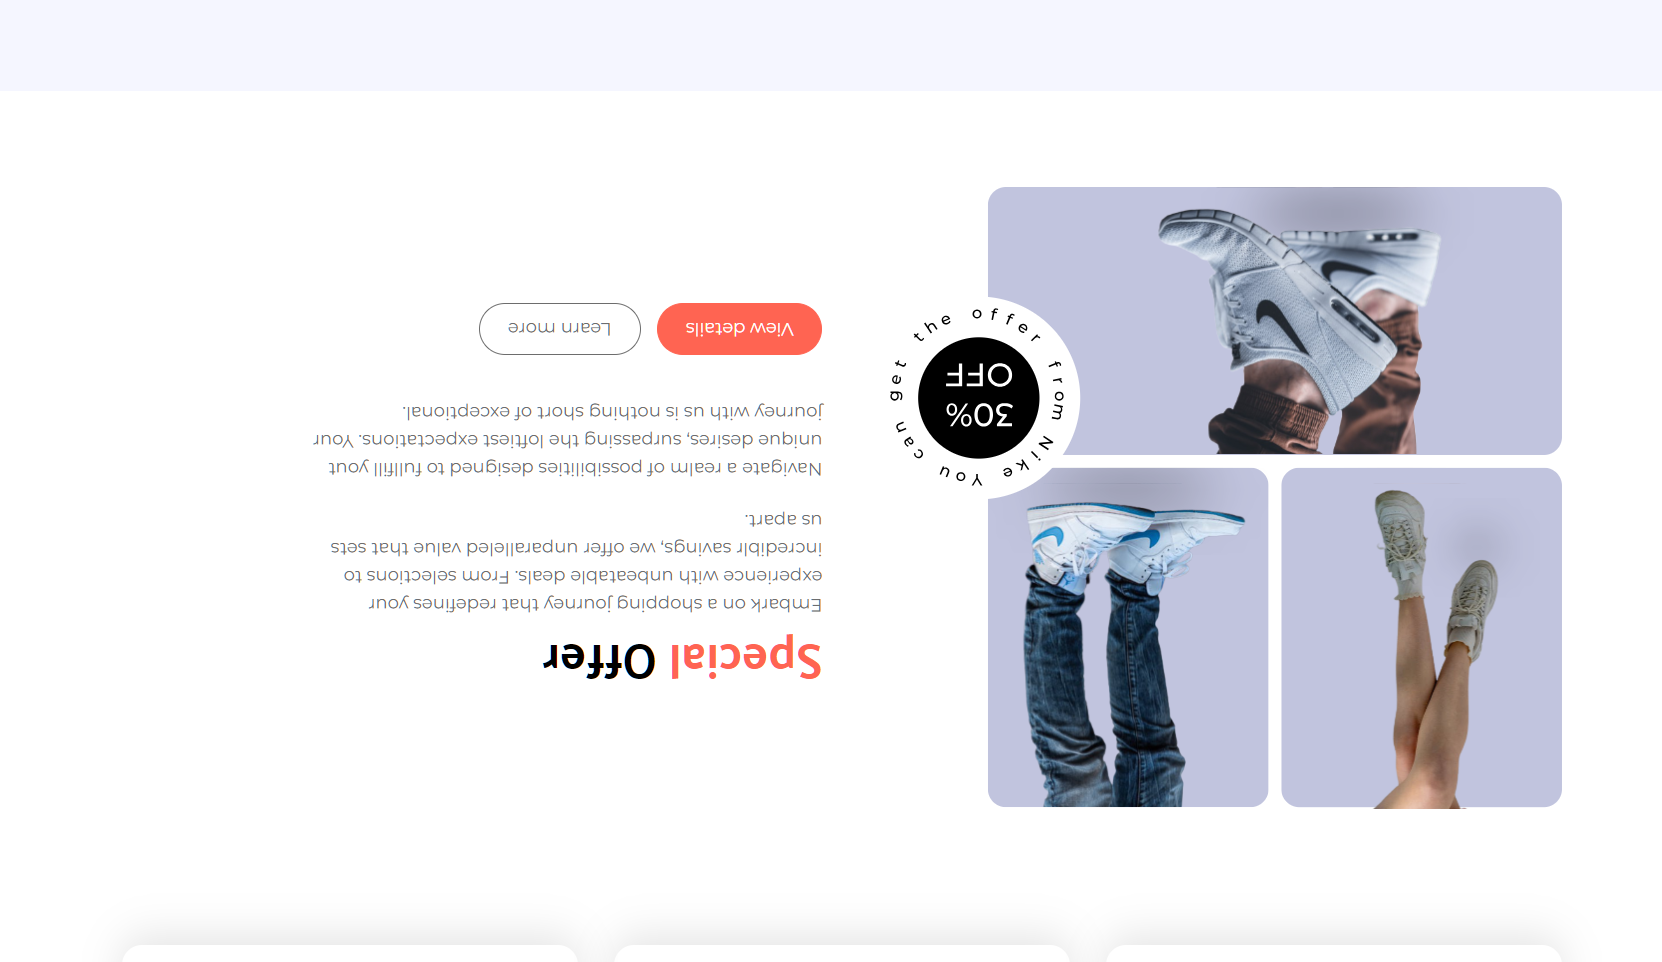 Special Offer
Embark on a shopping journey that redefines your
experience with unbeatable deals. From selections to
incrediblr savings, we offer unparalleled value that sets
us apart.
Navigate a realm of possibilities designed to fullfill yout
unique desires, surpassing the loftiest expectations. Your
journey with us is nothing short of exceptional.
View details
Learn more
You can get the offer from Nike
30%
OFF